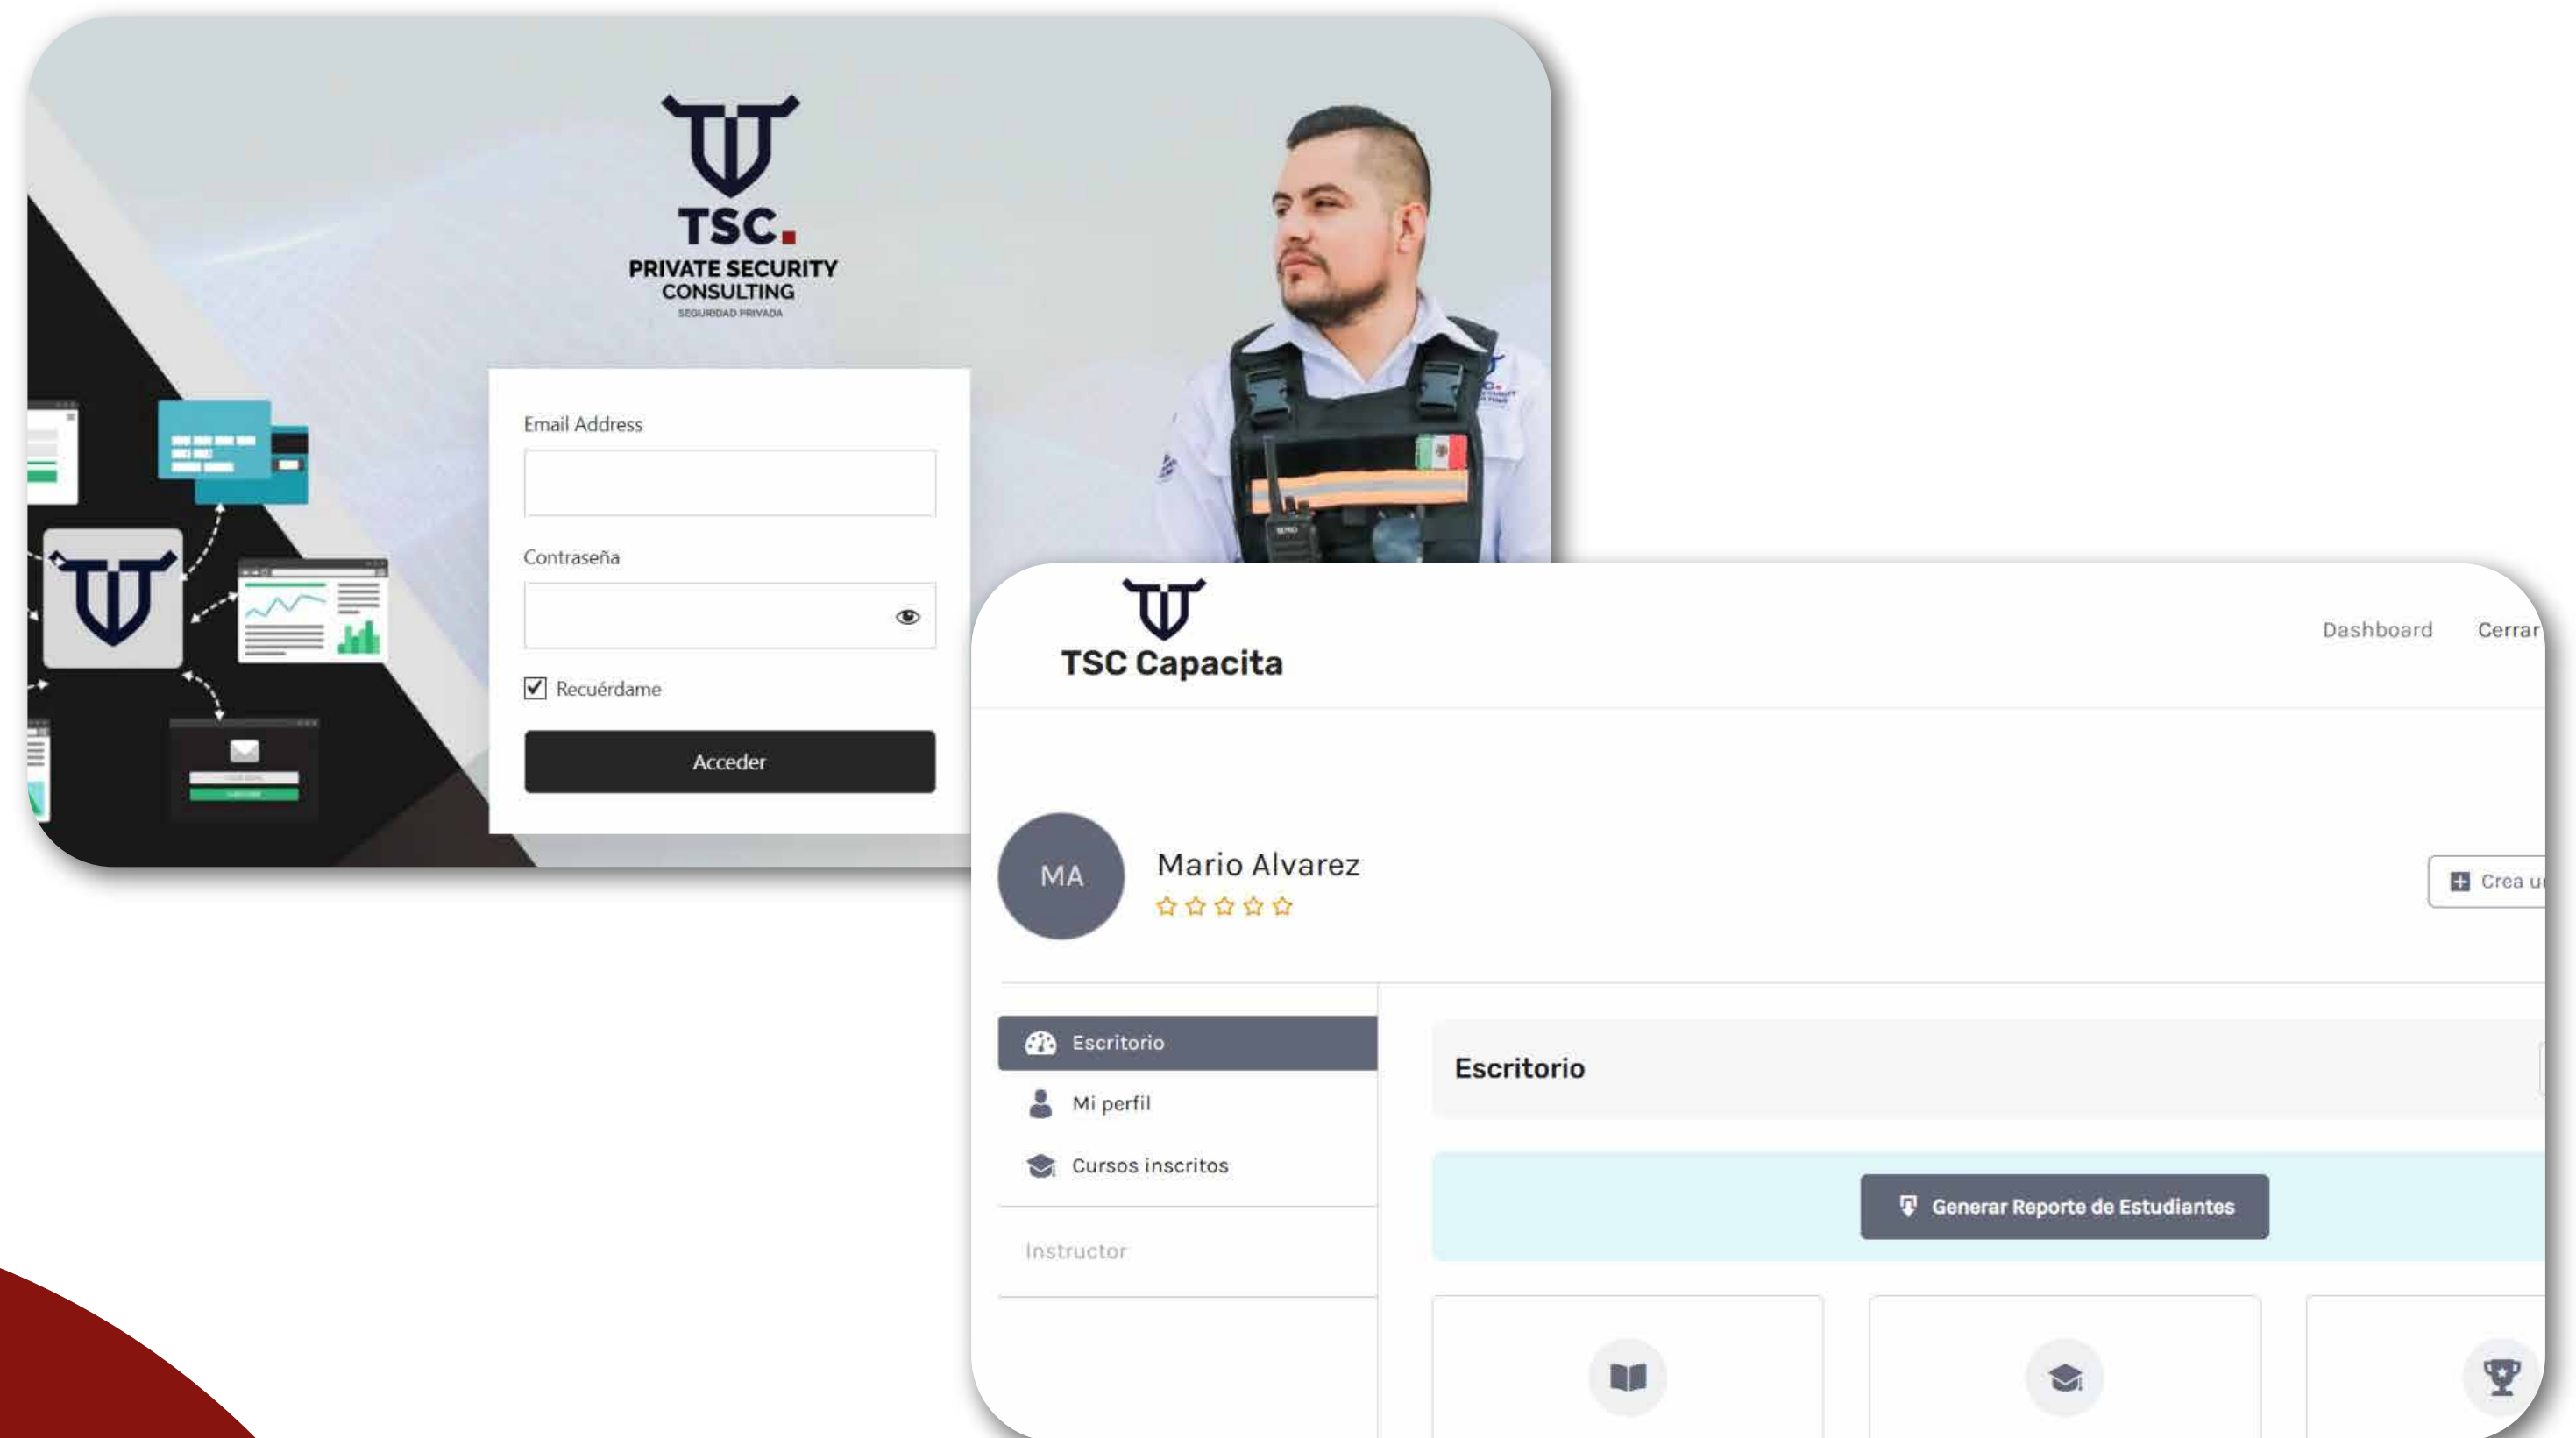 TSC.
PRIVATE SECURITY
CONSULTING
SEGURIDAD PRIVADA
Email Address
Contraseña
Recuérdame
Acceder
TSC Capacita
Dashboard
Cerrar
MA
Mario Alvarez
Crea
Escritorio
Mi perfil
Cursos inscritos
Instructor
Escritorio
Generar Reporte de Estudiantes